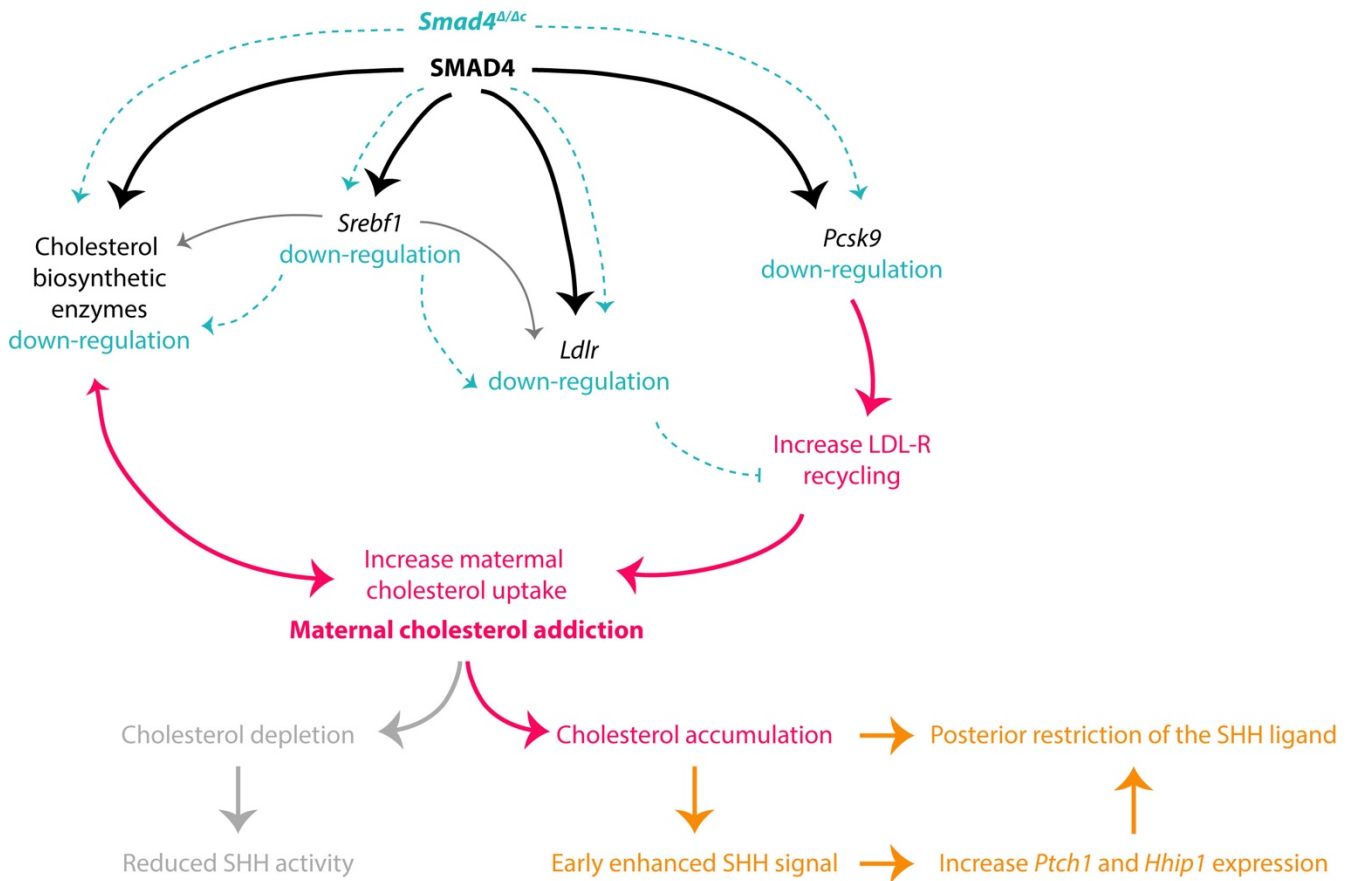 Smad4Δ/Δc
SMAD4
Srebf1
down-regulation
Cholesterol
biosynthetic
enzymes
down-regulation
Pcsk9
down-regulation
Ldlr
down-regulation
Increase LDL-R
recycling
Increase matermal
cholesterol uptake
Maternal cholesterol addiction
Cholesterol depletion
Cholesterol accumulation
Posterior restriction of the SHH ligand
Reduced SHH activity
Early enhanced SHH signal
Increase Ptch1 and Hhip1 expression